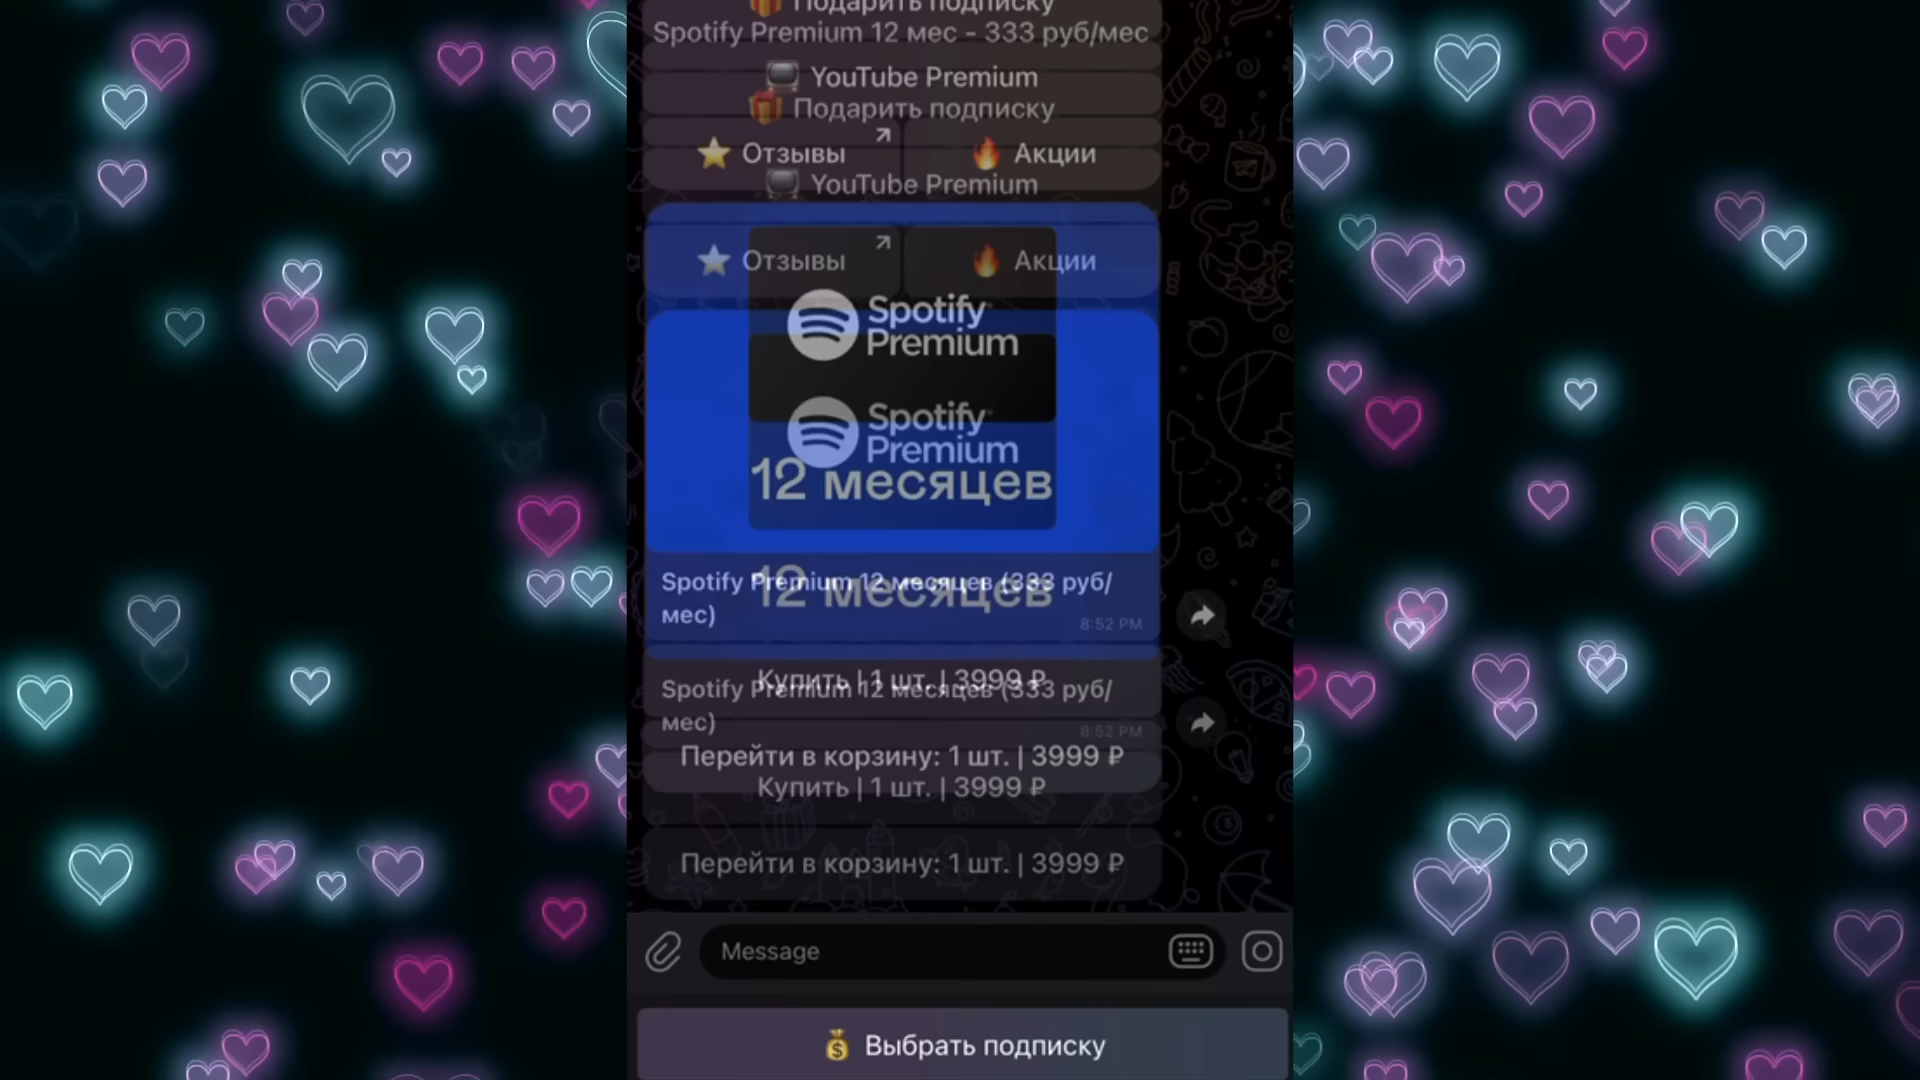 🎁 Подарить подписку
Spotify Premium 12 мес - 333 руб/мес
YouTube Premium
🎁 Подарить подписку
⭐ Отзывы
🔥 Акции
YouTube Premium
⭐ Отзывы
🔥 Акции
Spotify
Premium
Spotify
Premium
12 месяцев
Spotify Premium 12 месяцев (333 руб/
мес)
8:52 PM
12 месяцев
Купить | 1 шт. | 3999 ₽
Spotify Premium 12 месяцев (333 руб/
мес)
8:52 PM
Перейти в корзину: 1 шт. | 3999 ₽
Купить | 1 шт. | 3999 ₽
Перейти в корзину: 1 шт. | 3999 ₽
Message
💰 Выбрать подписку